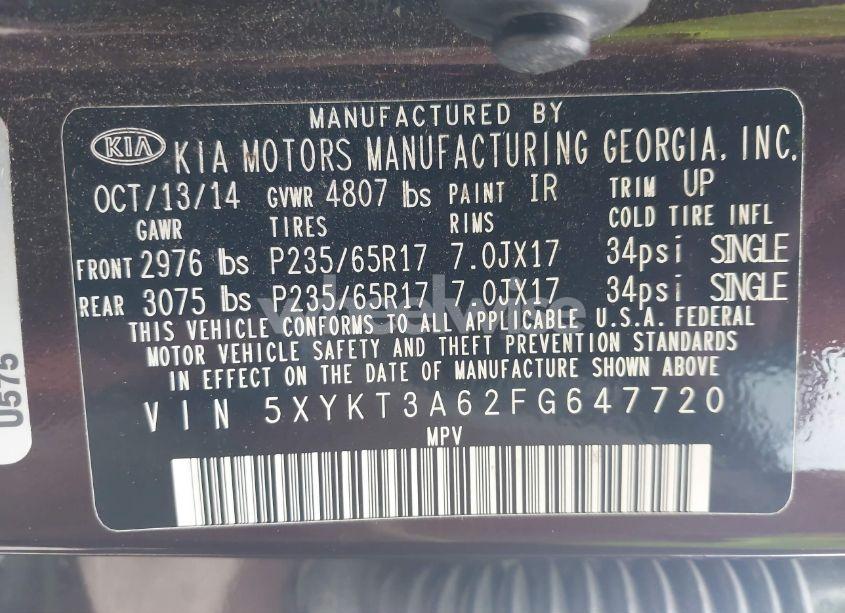 MANUFACTURED BY
KIA KIA MOTORS MANUFACTURING GEORGIA, INC.
OCT/13/14 GVWR 4807 lbs PAINT IR TRIM UP
GAWR TIRES RIMS COLD TIRE INFL
FRONT 2976 lbs P235/65R17 7.0JX17 34psi SINGLE
REAR 3075 lbs P235/65R17 7.0JX17 34psi SINGLE
wheelwire
THIS VEHICLE CONFORMS TO ALL APPLICABLE U.S.A. FEDERAL
MOTOR VEHICLE SAFETY AND THEFT PREVENTION STANDARDS
IN EFFECT ON THE DATE OF MANUFACTURE SHOWN ABOVE
VIN 5XYKT3A62FG647720
MPV
U575